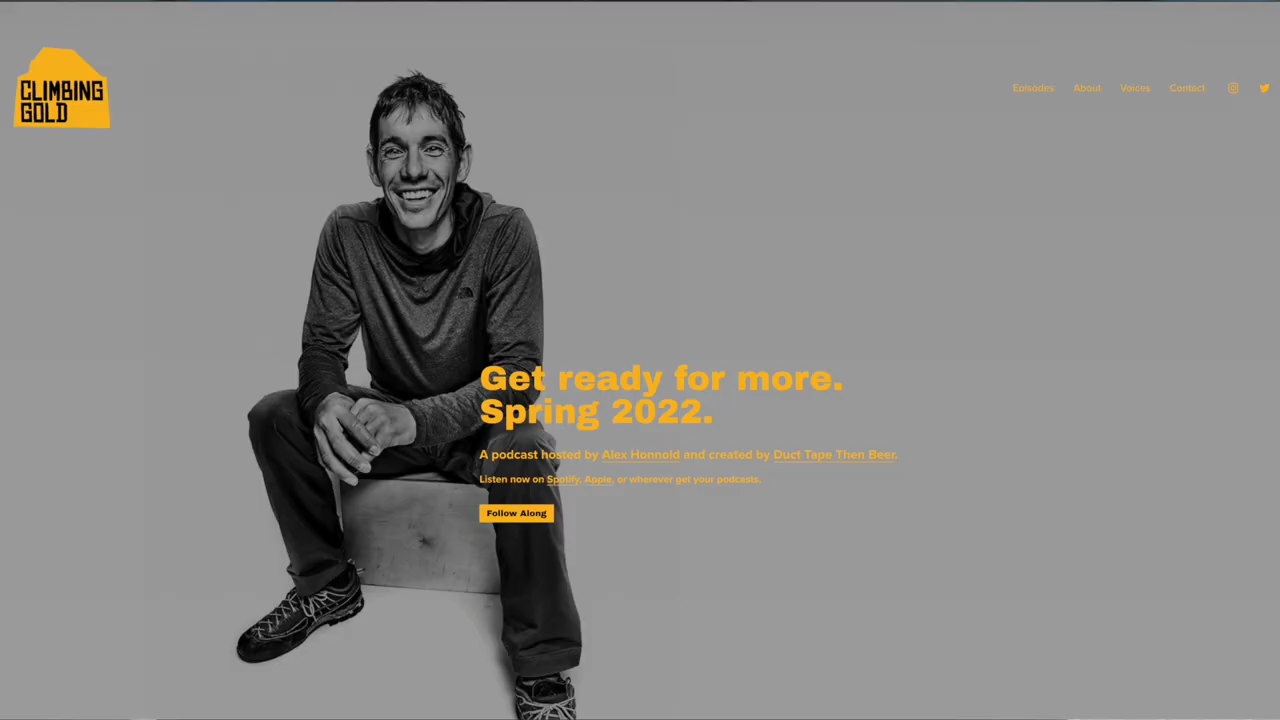 CLIMBING
GOLD
Episodes About Voices Contact
Get ready for more.
Spring 2022.
A podcast hosted by Alex Honnold and created by Duct Tape Then Beer.
Listen now on Spotify, Apple, or wherever get your podcasts.
Follow Along